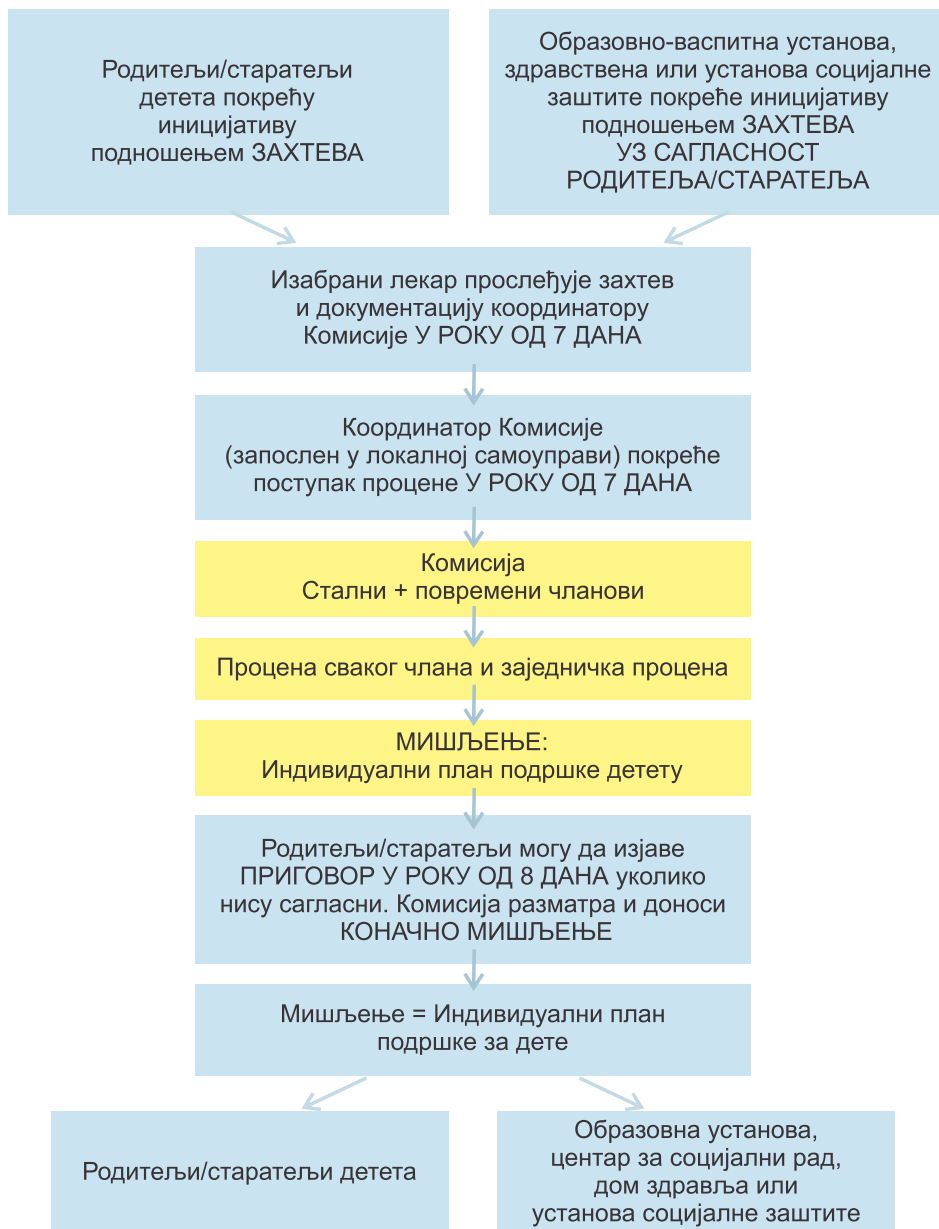 Родитељи/старатељи
детета покрећу
иницијативу
подношењем ЗАХТЕВА
Образовно-васпитна установа,
здравствена или установа социјалне
заштите покреће иницијативу
подношењем ЗАХТЕВА
УЗ САГЛАСНОСТ
РОДИТЕЉА/СТАРАТЕЉА
Изабрани лекар прослеђује захтев
и документацију координатору
Комисије У РОКУ ОД 7 ДАНА
Координатор Комисије
(запослен у локалној самоуправи) покреће
поступак процене У РОКУ ОД 7 ДАНА
Комисија
Стални + повремени чланови
Процена сваког члана и заједничка процена
МИШЉЕЊЕ:
Индивидуални план подршке детету
Родитељи/старатељи могу да изјаве
ПРИГОВОР У РОКУ ОД 8 ДАНА уколико
нису сагласни. Комисија разматра и доноси
КОНАЧНО МИШЉЕЊЕ
Мишљење = Индивидуални план
подршке за дете
Родитељи/старатељи детета
Образовна установа,
центар за социјални рад,
дом здравља или
установа социјалне заштите